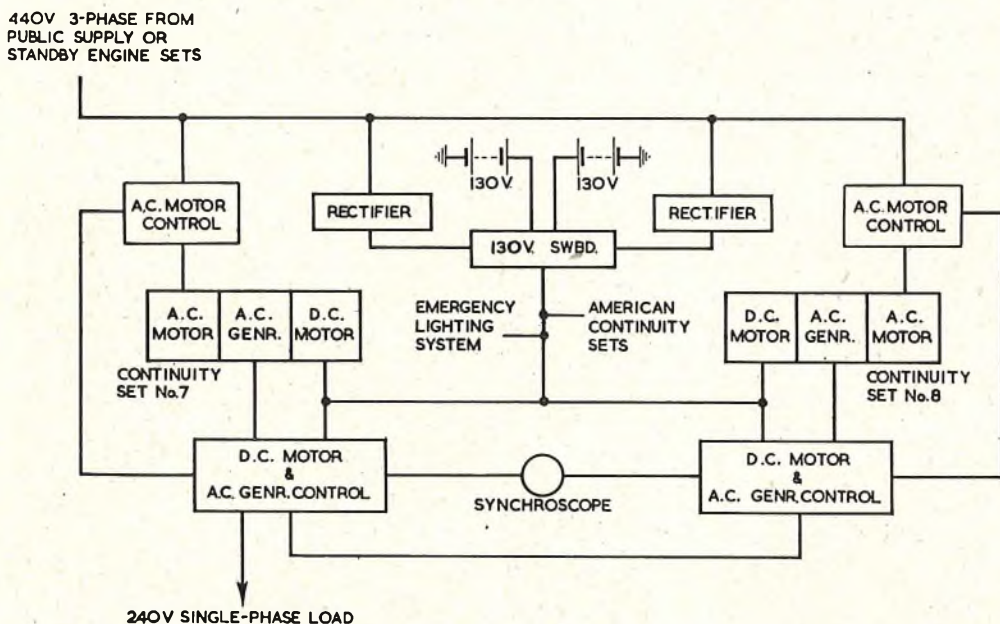 440V 3-PHASE FROM
PUBLIC SUPPLY OR
STANDBY ENGINE SETS
130V.
130V.
A.C. MOTOR
CONTROL
RECTIFIER
RECTIFIER
A.C. MOTOR
CONTROL
130V. SWBD.
A.C.
MOTOR
A.C.
GENR.
D.C.
MOTOR
EMERGENCY
LIGHTING
SYSTEM
AMERICAN
CONTINUITY
SETS
D.C.
MOTOR
A.C.
GENR.
A.C.
MOTOR
CONTINUITY
SET No.7
CONTINUITY
SET No.8
D.C. MOTOR
&
A.C. GENR. CONTROL
SYNCHROSCOPE
D.C. MOTOR
&
A.C. GENR. CONTROL
240V SINGLE-PHASE LOAD